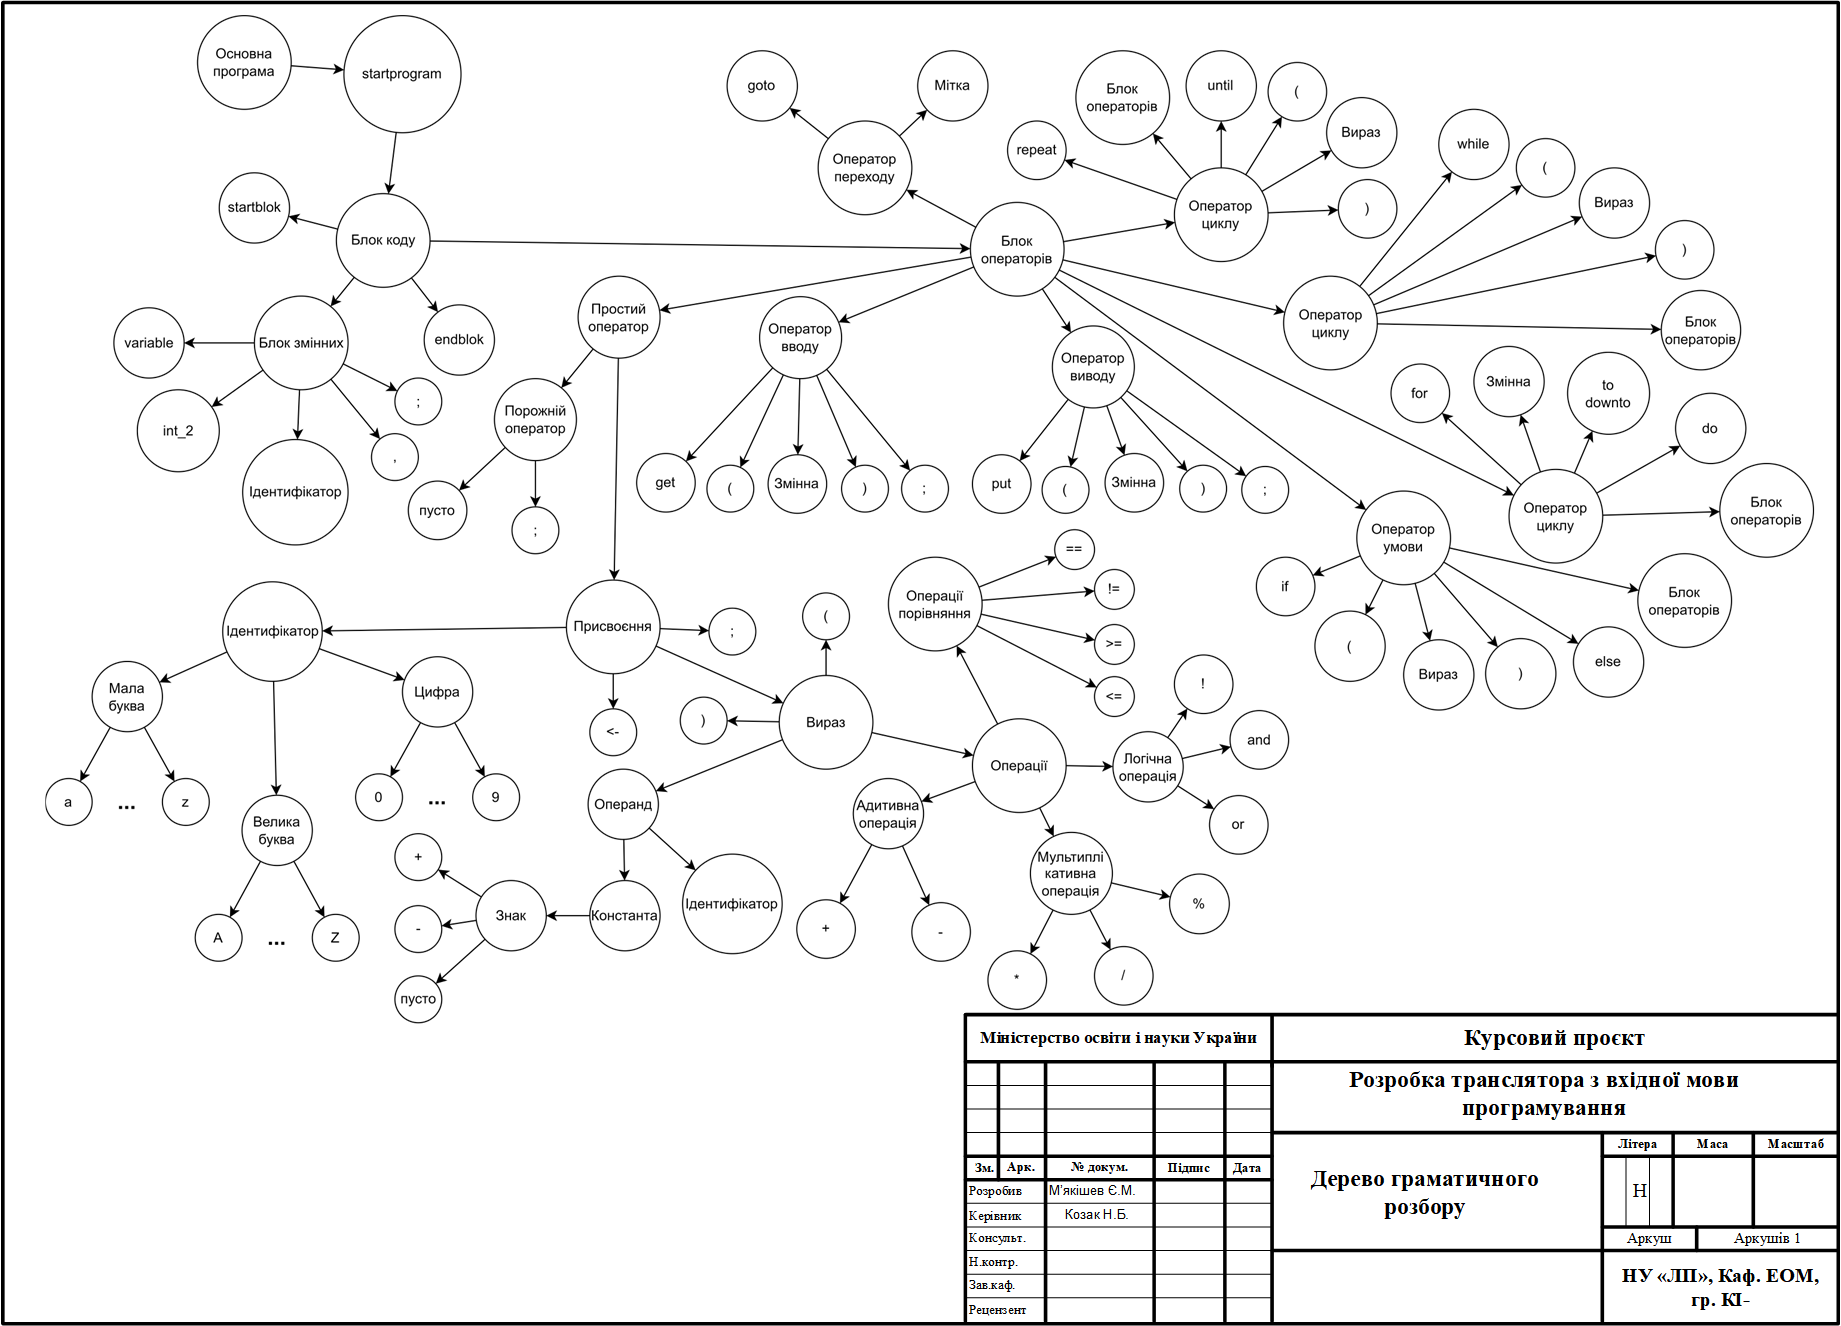 Основна
програма
startprogram
startblok
Блок коду
variable
Блок змінних
endblok
int_2
Ідентифікатор
,
;
goto
Мітка
Оператор
переходу
Блок
операторів
repeat
Блок
операторів
until
(
Вираз
)
Оператор
циклу
while
(
Вираз
)
Блок
операторів
Оператор
циклу
for
Змінна
to
downto
do
Блок
операторів
Оператор
циклу
Простий
оператор
Порожній
оператор
пусто
;
Оператор
вводу
get
(
Змінна
)
;
Оператор
виводу
put
(
Змінна
)
;
Оператор
умови
if
(
Вираз
)
else
Блок
операторів
Ідентифікатор
Присвоєння
;
<-
Мала
буква
a
...
z
Велика
буква
A
...
Z
Цифра
0
...
9
(
)
Вираз
Операнд
Константа
Ідентифікатор
Знак
+
-
пусто
Операції
Операції
порівняння
==
!=
>=
<=
Логічна
операція
!
and
or
Адитивна
операція
+
-
Мультиплі
кативна
операція
*
/
%
Міністерство освіти і науки України
Курсовий проєкт
Розробка транслятора з вхідної мови
програмування
Літера
Маса
Масштаб
Зм.
Арк.
№ докум.
Підпис
Дата
Дерево граматичного
розбору
Н
Розробив
М'якішев Є.М.
Керівник
Козак Н.Б.
Консульт.
Аркуш
Аркушів 1
Н.контр.
Зав.каф.
Рецензент
НУ «ЛП», Каф. ЕОМ,
гр. КІ-